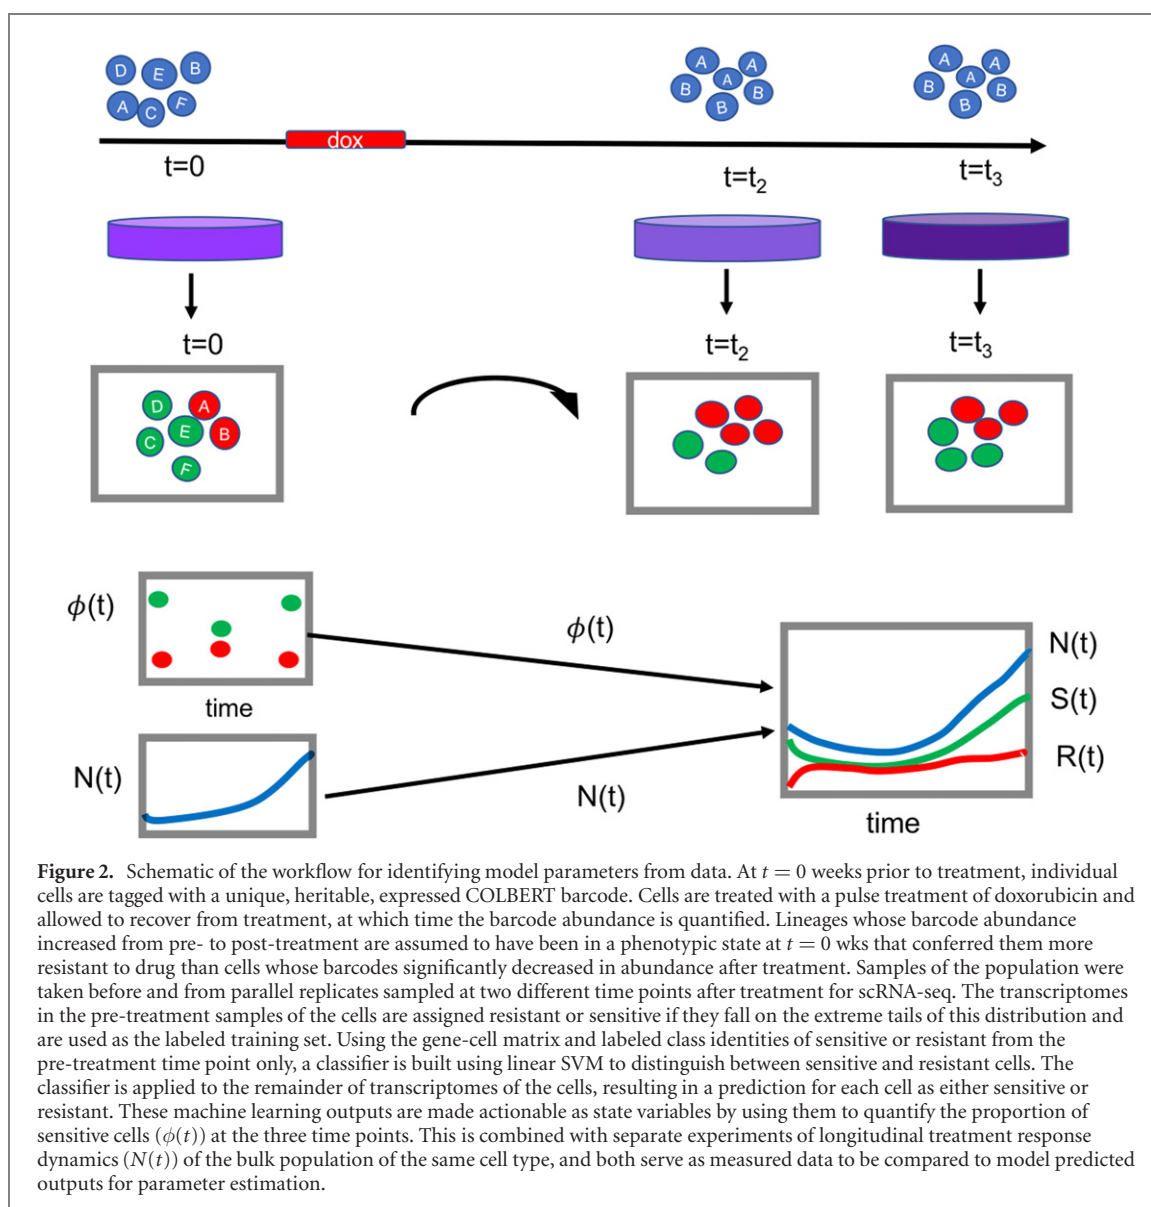 D E B
A C F
A A
A
B B
B
A A
A
B B
B
dox
t=0
t=t2
t=t3
t=0
t=t2
t=t3
D A
C E B
F
ϕ(t)
time
N(t)
ϕ(t)
N(t)
N(t)
S(t)
R(t)
time
Figure 2. Schematic of the workflow for identifying model parameters from data. At t = 0 weeks prior to treatment, individual
cells are tagged with a unique, heritable, expressed COLBERT barcode. Cells are treated with a pulse treatment of doxorubicin and
allowed to recover from treatment, at which time the barcode abundance is quantified. Lineages whose barcode abundance
increased from pre- to post-treatment are assumed to have been in a phenotypic state at t = 0 wks that conferred them more
resistant to drug than cells whose barcodes significantly decreased in abundance after treatment. Samples of the population were
taken before and from parallel replicates sampled at two different time points after treatment for scRNA-seq. The transcriptomes
in the pre-treatment samples of the cells are assigned resistant or sensitive if they fall on the extreme tails of this distribution and
are used as the labeled training set. Using the gene-cell matrix and labeled class identities of sensitive or resistant from the
pre-treatment time point only, a classifier is built using linear SVM to distinguish between sensitive and resistant cells. The
classifier is applied to the remainder of transcriptomes of the cells, resulting in a prediction for each cell as either sensitive or
resistant. These machine learning outputs are made actionable as state variables by using them to quantify the proportion of
sensitive cells (ϕ(t)) at the three time points. This is combined with separate experiments of longitudinal treatment response
dynamics (N(t)) of the bulk population of the same cell type, and both serve as measured data to be compared to model predicted
outputs for parameter estimation.